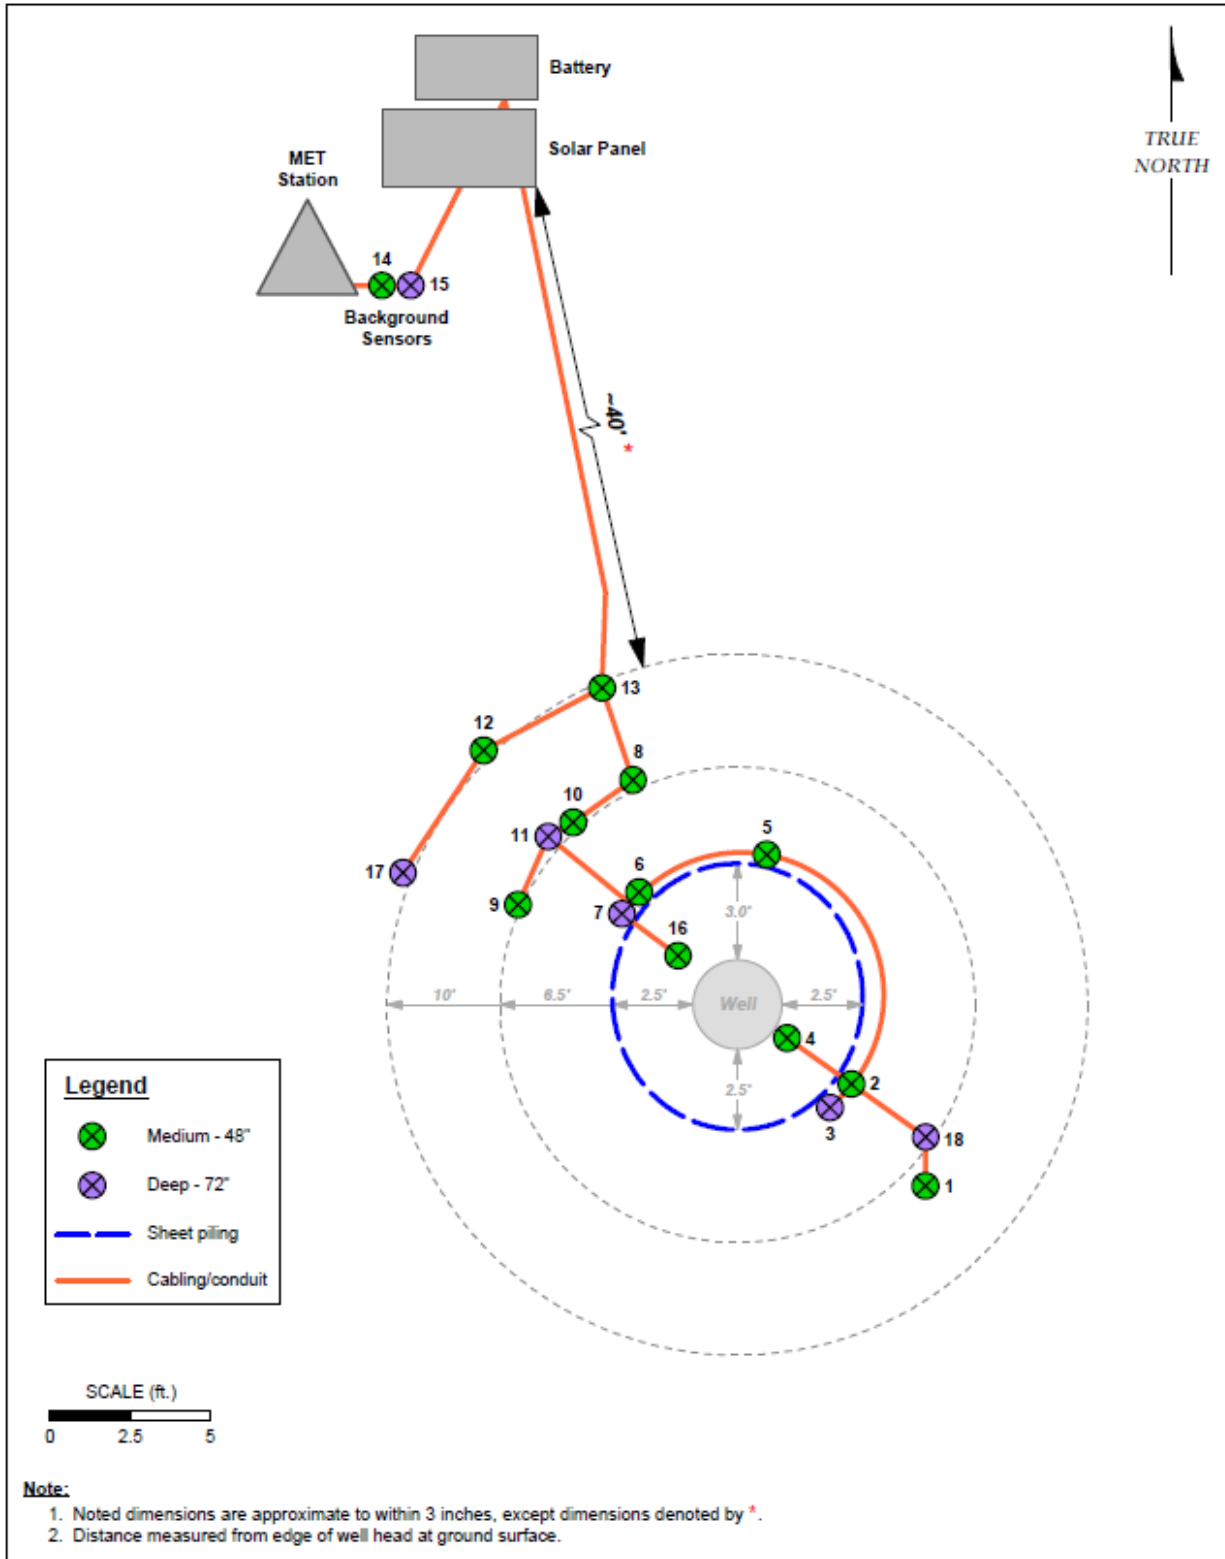 Battery
Solar Panel
MET
Station
TRUE
NORTH
14
15
Background
Sensors
~40'
*
13
12
8
10
11
5
6
17
9
7
16
3.0'
10'
6.5'
2.5'
Well
2.5'
4
2
2.5'
3
18
1
Legend
Medium - 48"
Deep - 72"
Sheet piling
Cabling/conduit
SCALE (ft.)
0 2.5 5
Note:
1. Noted dimensions are approximate to within 3 inches, except dimensions denoted by *.
2. Distance measured from edge of well head at ground surface.